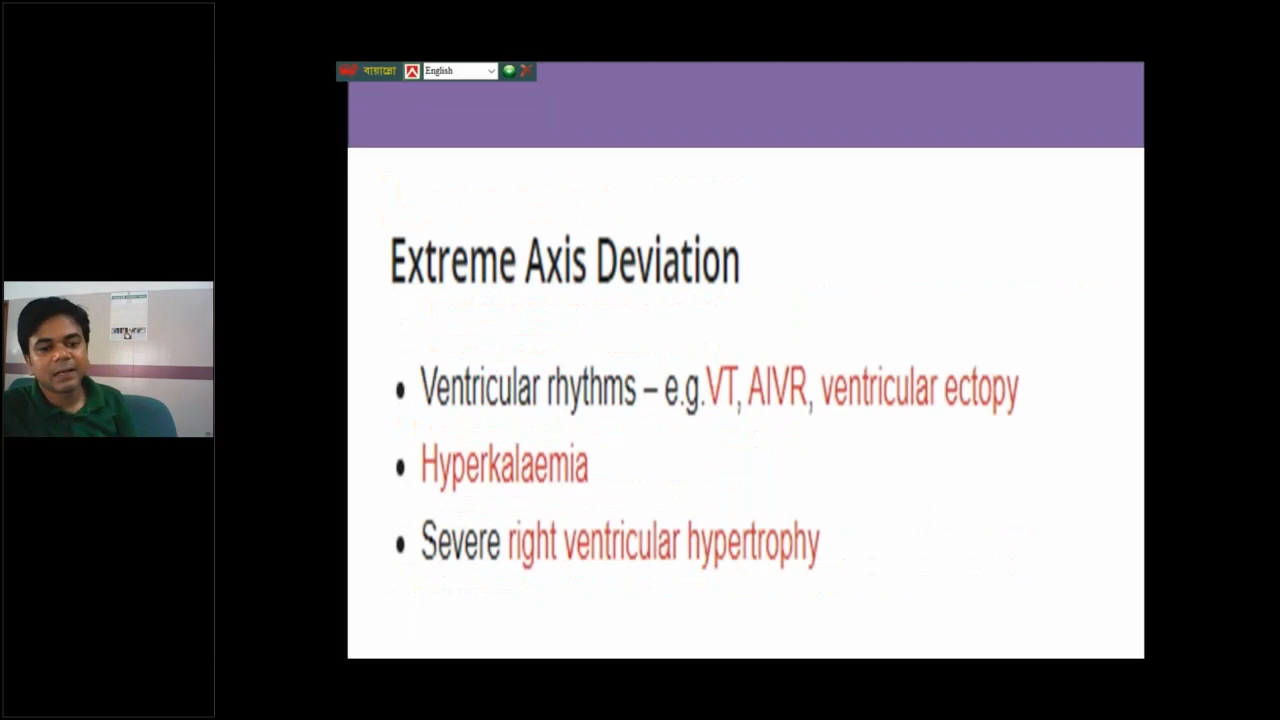 বায়ান্নো English
Extreme Axis Deviation
• Ventricular rhythms – e.g.VT, AIVR, ventricular ectopy
• Hyperkalaemia
• Severe right ventricular hypertrophy